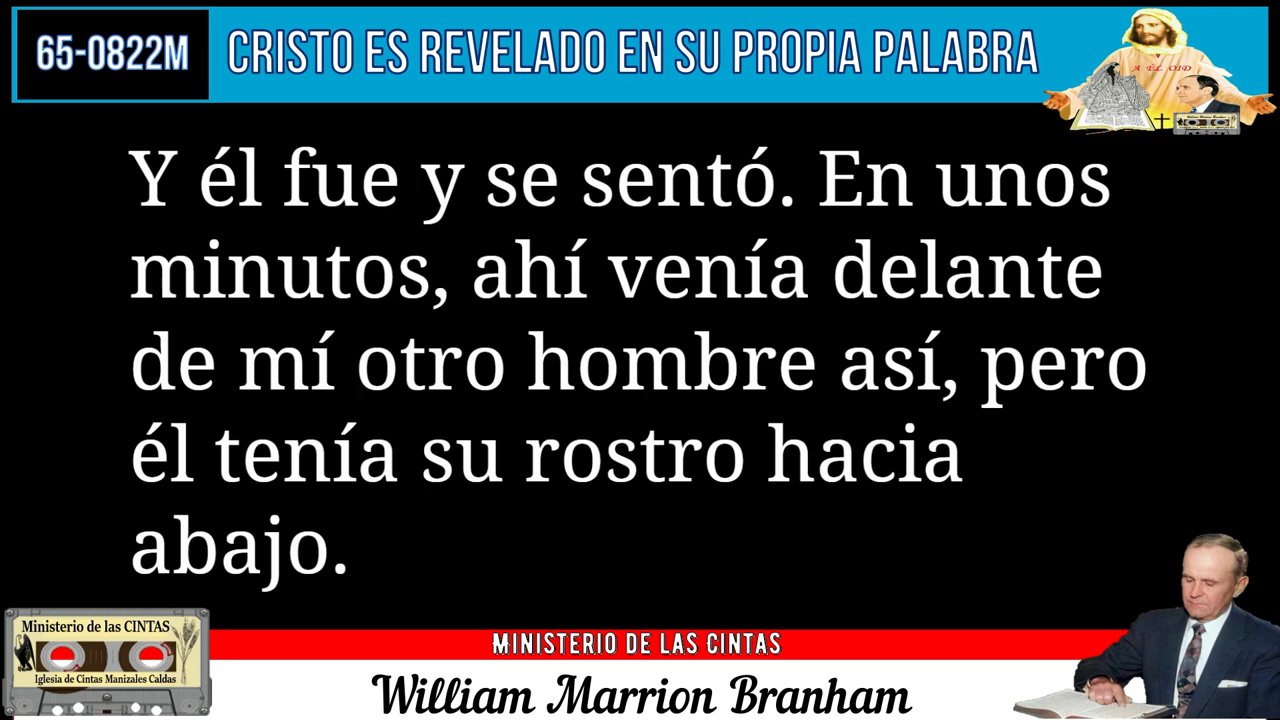 65-0822M
CRISTO ES REVELADO EN SU PROPIA PALABRA
A ÉL OID
Y él fue y se sentó. En unos
minutos, ahí venía delante
de mí otro hombre así, pero
él tenía su rostro hacia
abajo.
Ministerio de las CINTAS
Iglesia de Cintas Manizales Caldas
MINISTERIO DE LAS CINTAS
William Marrion Branham